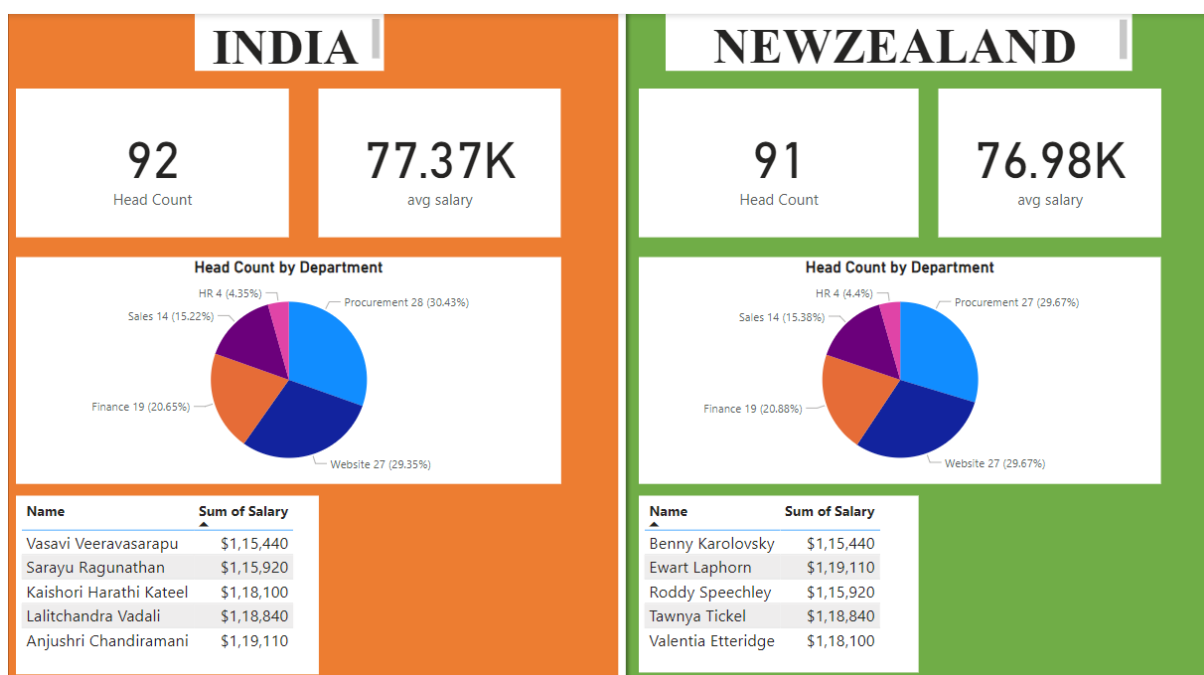 INDIA
92
Head Count
77.37K
avg salary
Head Count by Department
HR 4 (4.35%)
Procurement 28 (30.43%)
Sales 14 (15.22%)
Finance 19 (20.65%)
Website 27 (29.35%)
Name Sum of Salary
Vasavi Veeravasarapu $1,15,440
Sarayu Ragunathan $1,15,920
Kaishori Harathi Kateel $1,18,100
Lalitchandra Vadali $1,18,840
Anjushri Chandiramani $1,19,110
NEWZEALAND
91
Head Count
76.98K
avg salary
Head Count by Department
HR 4 (4.4%)
Procurement 27 (29.67%)
Sales 14 (15.38%)
Finance 19 (20.88%)
Website 27 (29.67%)
Name Sum of Salary
Benny Karolovsky $1,15,440
Ewart Laphorn $1,19,110
Roddy Speechley $1,15,920
Tawnya Tickel $1,18,840
Valentia Etteridge $1,18,100